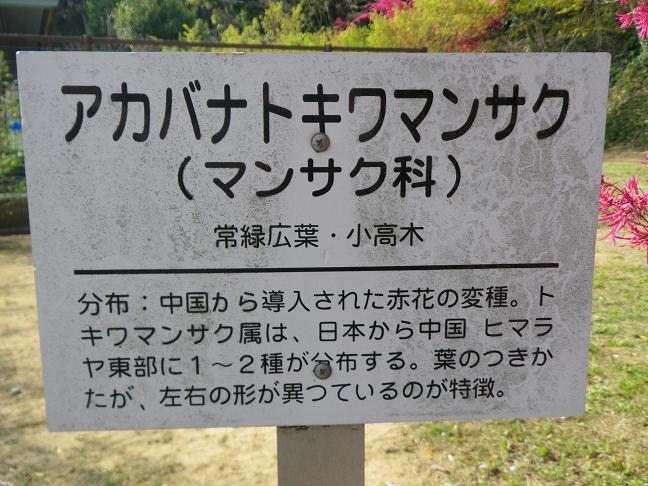 アカバナトキワマンサク
（マンサク科）
常緑広葉・小高木
分布：中国から導入された赤花の変種。ト
キワマンサク属は、日本から中国 ヒマラ
ヤ東部に１～２種が分布する。葉のつきか
たが、左右の形が異つているのが特徴。